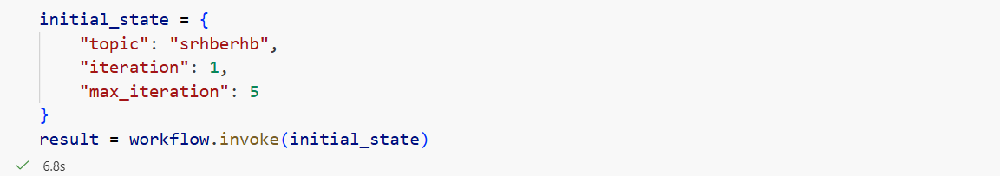 initial_state = {
    "topic": "srhberhb",
    "iteration": 1,
    "max_iteration": 5
}
result = workflow.invoke(initial_state)
6.8s